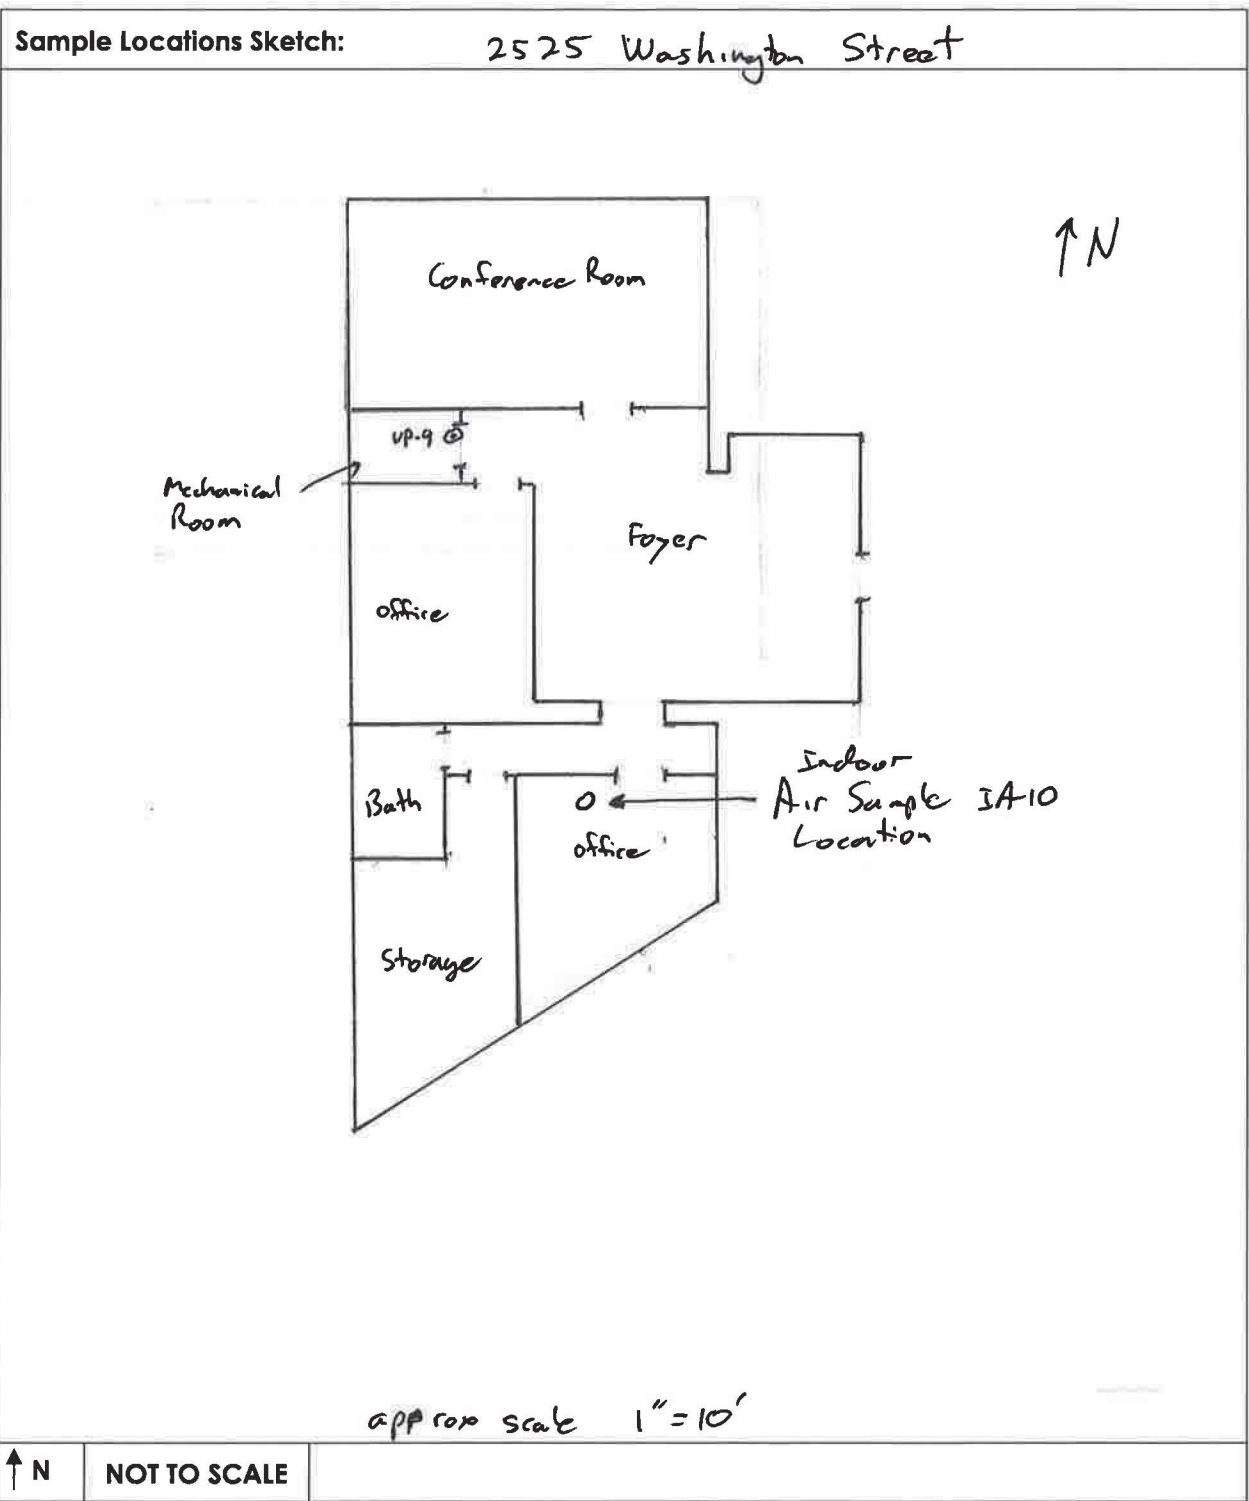 Sample Locations Sketch: 2525 Washington Street
N
Conference Room
VP-9
Mechanical
Room
Foyer
office
Indoor
Air Sample IA-10
Location
Bath
office
Storage
approx scale 1"=10'
N NOT TO SCALE